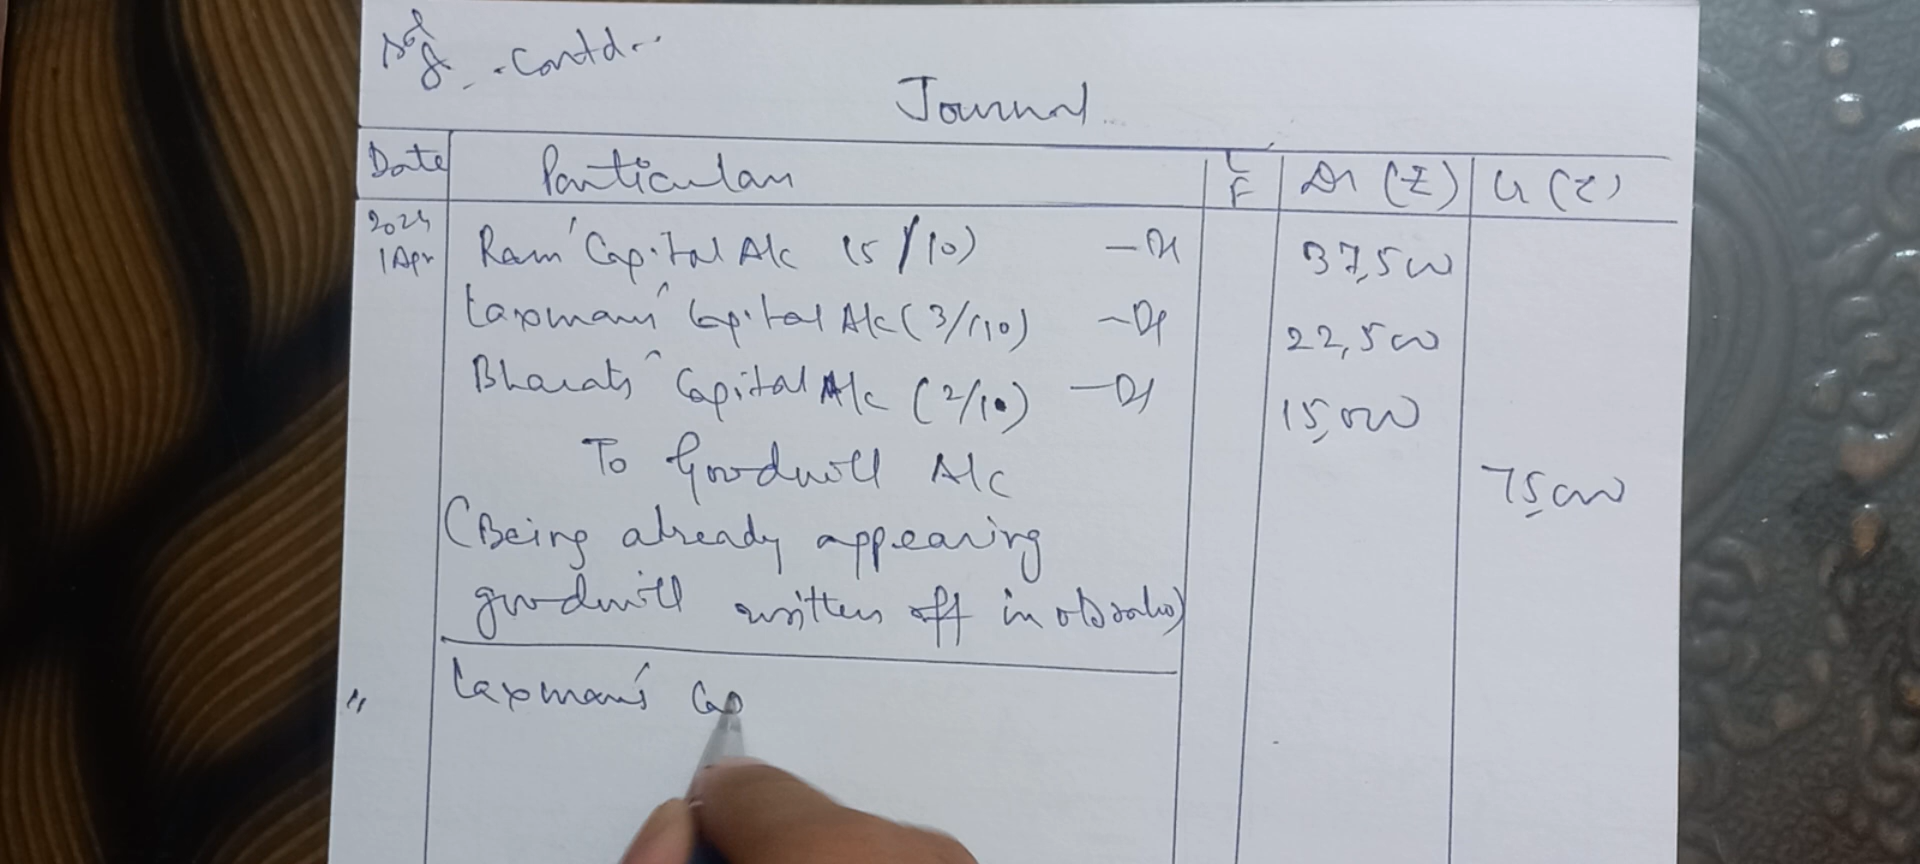 Sol 8 - Contd--
Journal
Date Particulars LF Dr (₹) Cr (₹)
1 Apr Ram' Capital A/c (5/10) - Dr 37,500
Laxman' Capital A/c (3/10) - Dr 22,500
Bharat' Capital A/c (2/10) - Dr 15,000
To Goodwill A/c 75,000
(Being already appearing
goodwill written off in old ratio)
" Laxman's Cap